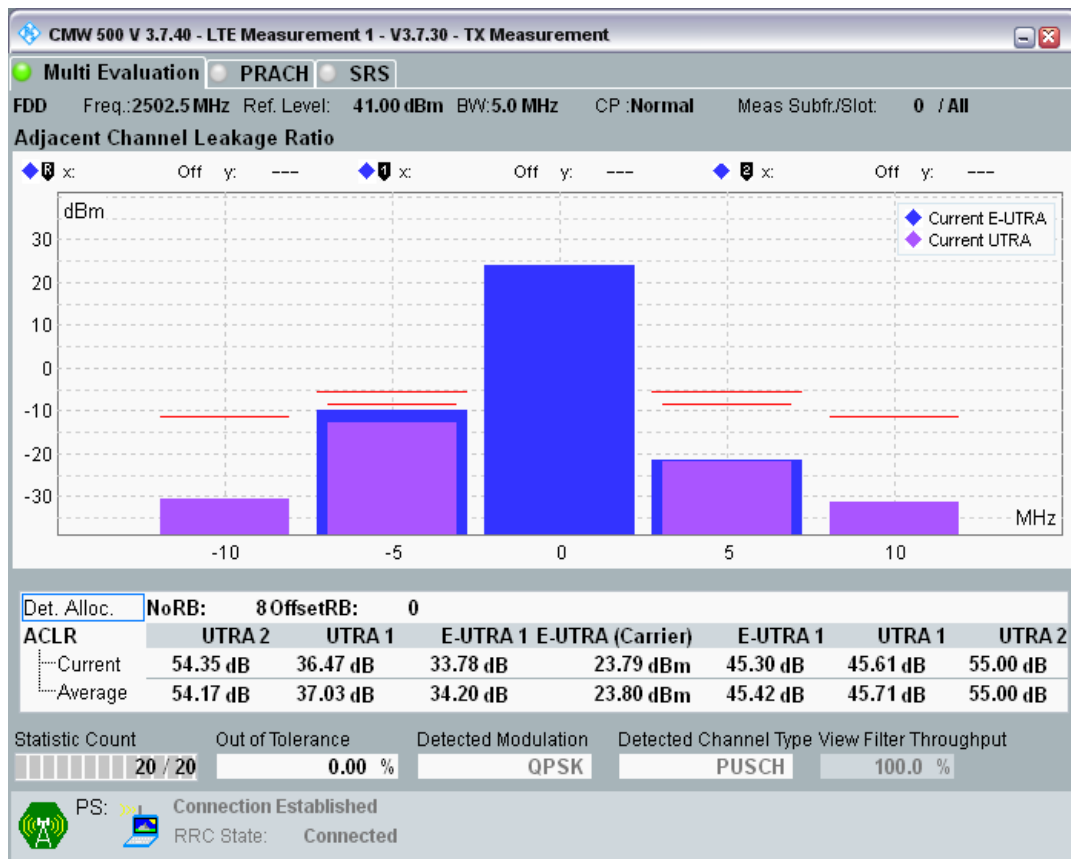 CMW 500 V 3.7.40 - LTE Measurement 1 - V3.7.30 - TX Measurement
Multi Evaluation PRACH SRS
FDD Freq.:2502.5 MHz Ref. Level: 41.00 dBm BW:5.0 MHz CP :Normal Meas Subfr./Slot: 0 / All
Adjacent Channel Leakage Ratio
R x: Off y: --- 1 x: Off y: --- 2 x: Off y: ---
dBm
Current E-UTRA
Current UTRA
30
20
10
0
-10
-20
-30
MHz
-10 -5 0 5 10
Det. Alloc. NoRB: 8 OffsetRB: 0
ACLR UTRA 2 UTRA 1 E-UTRA 1 E-UTRA (Carrier) E-UTRA 1 UTRA 1 UTRA 2
Current 54.35 dB 36.47 dB 33.78 dB 23.79 dBm 45.30 dB 45.61 dB 55.00 dB
Average 54.17 dB 37.03 dB 34.20 dB 23.80 dBm 45.42 dB 45.71 dB 55.00 dB
Statistic Count Out of Tolerance Detected Modulation Detected Channel Type View Filter Throughput
20 / 20 0.00 % QPSK PUSCH 100.0 %
PS: Connection Established
RRC State: Connected